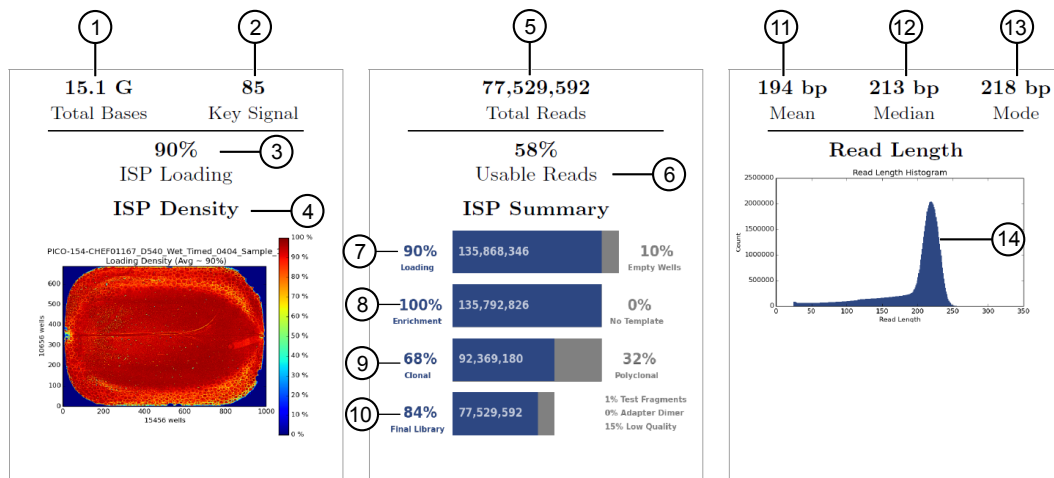 1
2
5
11
12
13
15.1 G
85
Total Bases
Key Signal
90%
3
ISP Loading
ISP Density
4
PICO-154-CHEF01167_D540_Wet_Timed_0404_Sample_
Loading Density (Avg ~ 90%)
600
500
400
300
200
100
0
10656 wells
0
200
400
600
800
1000
15456 wells
100 %
90 %
80 %
70 %
60 %
50 %
40 %
30 %
20 %
10 %
0 %
77,529,592
Total Reads
58%
Usable Reads
6
ISP Summary
7
90%
Loading
135,868,346
10%
Empty Wells
8
100%
Enrichment
135,792,826
0%
No Template
9
68%
Clonal
92,369,180
32%
Polyclonal
10
84%
Final Library
77,529,592
1% Test Fragments
0% Adapter Dimer
15% Low Quality
194 bp
213 bp
218 bp
Mean
Median
Mode
Read Length
Read Length Histogram
2500000
2000000
1500000
1000000
500000
0
Count
14
0
50
100
150
200
250
300
350
Read Length